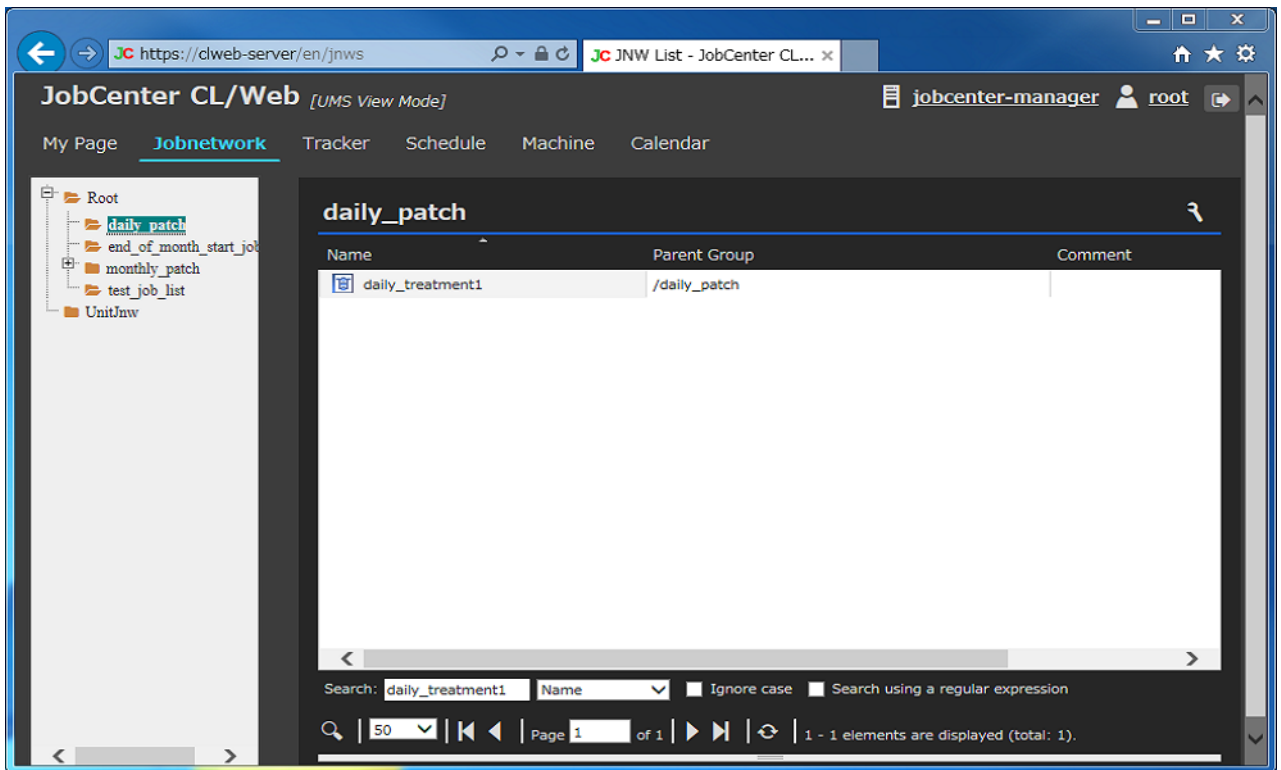 JC https://clweb-server/en/jnws
JC JNW List - JobCenter CL...
JobCenter CL/Web [UMS View Mode]
jobcenter-manager root
My Page Jobnetwork Tracker Schedule Machine Calendar
Root
daily_patch
end_of_month_start_job
monthly_patch
test_job_list
UnitJnw
daily_patch
Name Parent Group Comment
daily_treatment1 /daily_patch
Search: daily_treatment1 Name Ignore case Search using a regular expression
50 Page 1 of 1 1 - 1 elements are displayed (total: 1).